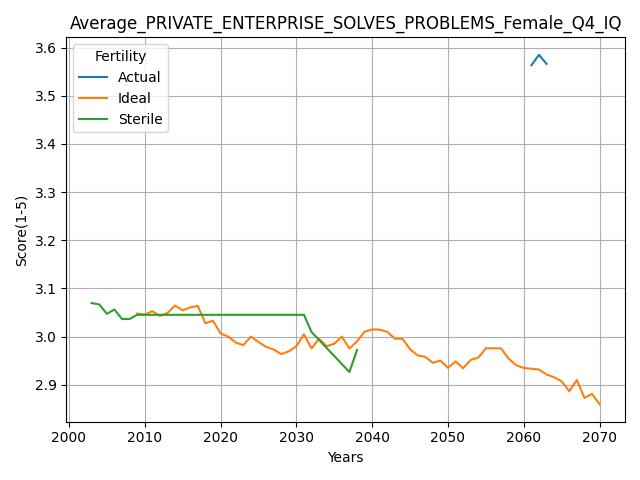 Average_PRIVATE_ENTERPRISE_SOLVES_PROBLEMS_Female_Q4_IQ
Fertility
Actual
Ideal
Sterile
Score(1-5)
3.6
3.5
3.4
3.3
3.2
3.1
3.0
2.9
2000 2010 2020 2030 2040 2050 2060 2070
Years